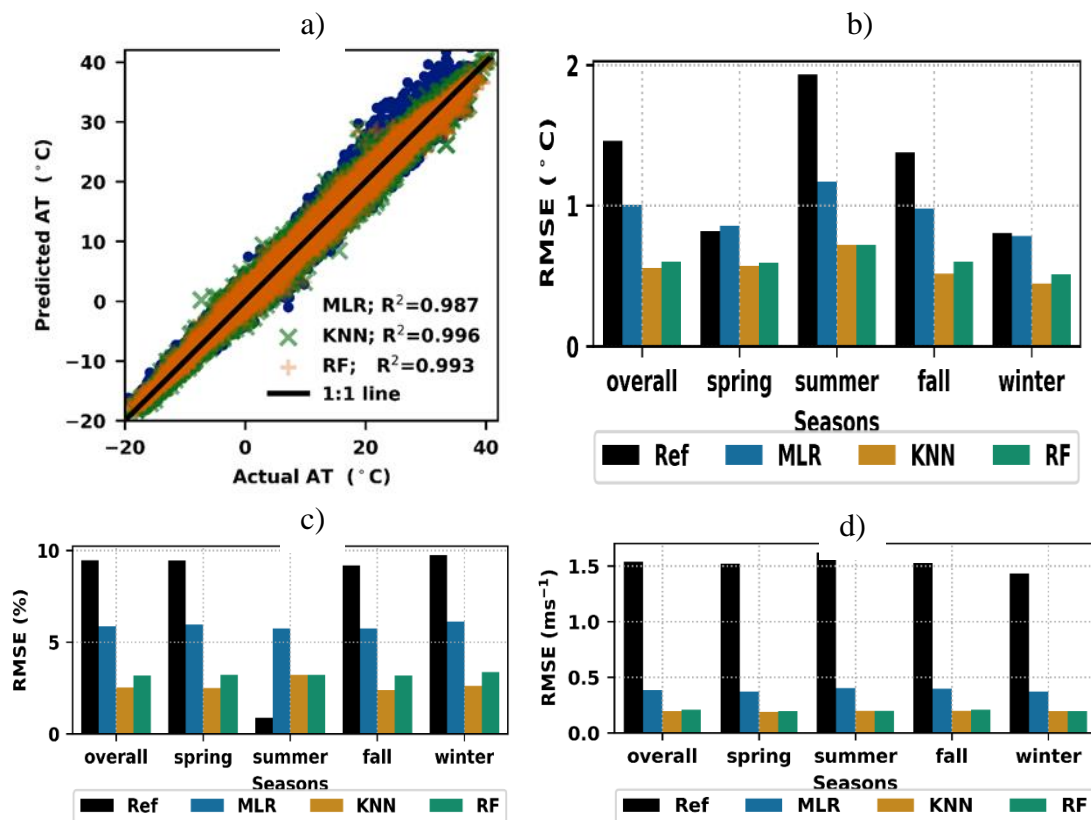 a)
40
30
20
10
0
−10
−20
−20
0
20
40
Predicted AT (°C)
Actual AT (°C)
MLR; R²=0.987
KNN; R²=0.996
RF; R²=0.993
1:1 line
b)
2
1
0
RMSE (°C)
overall spring summer fall winter
Seasons
Ref MLR KNN RF
c)
10
5
0
RMSE (%)
overall spring summer fall winter
Seasons
Ref MLR KNN RF
d)
1.5
1.0
0.5
0.0
RMSE (ms⁻¹)
overall spring summer fall winter
Seasons
Ref MLR KNN RF